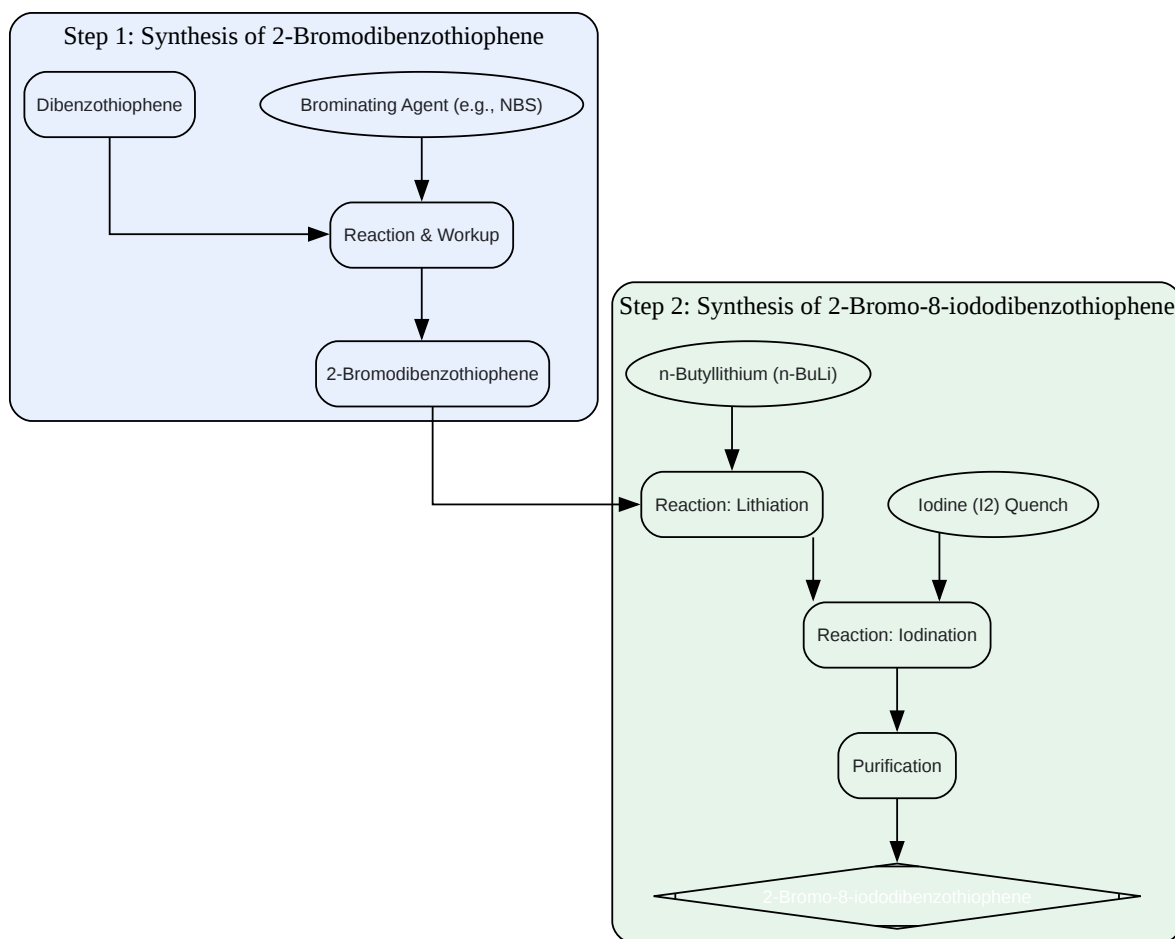 Step 1: Synthesis of 2-Bromodibenzothiophene
Dibenzothiophene
Brominating Agent (e.g., NBS)
Reaction & Workup
2-Bromodibenzothiophene
Step 2: Synthesis of 2-Bromo-8-iododibenzothiophene
n-Butyllithium (n-BuLi)
Reaction: Lithiation
Iodine (I2) Quench
Reaction: Iodination
Purification
2-Bromo-8-iododibenzothiophene